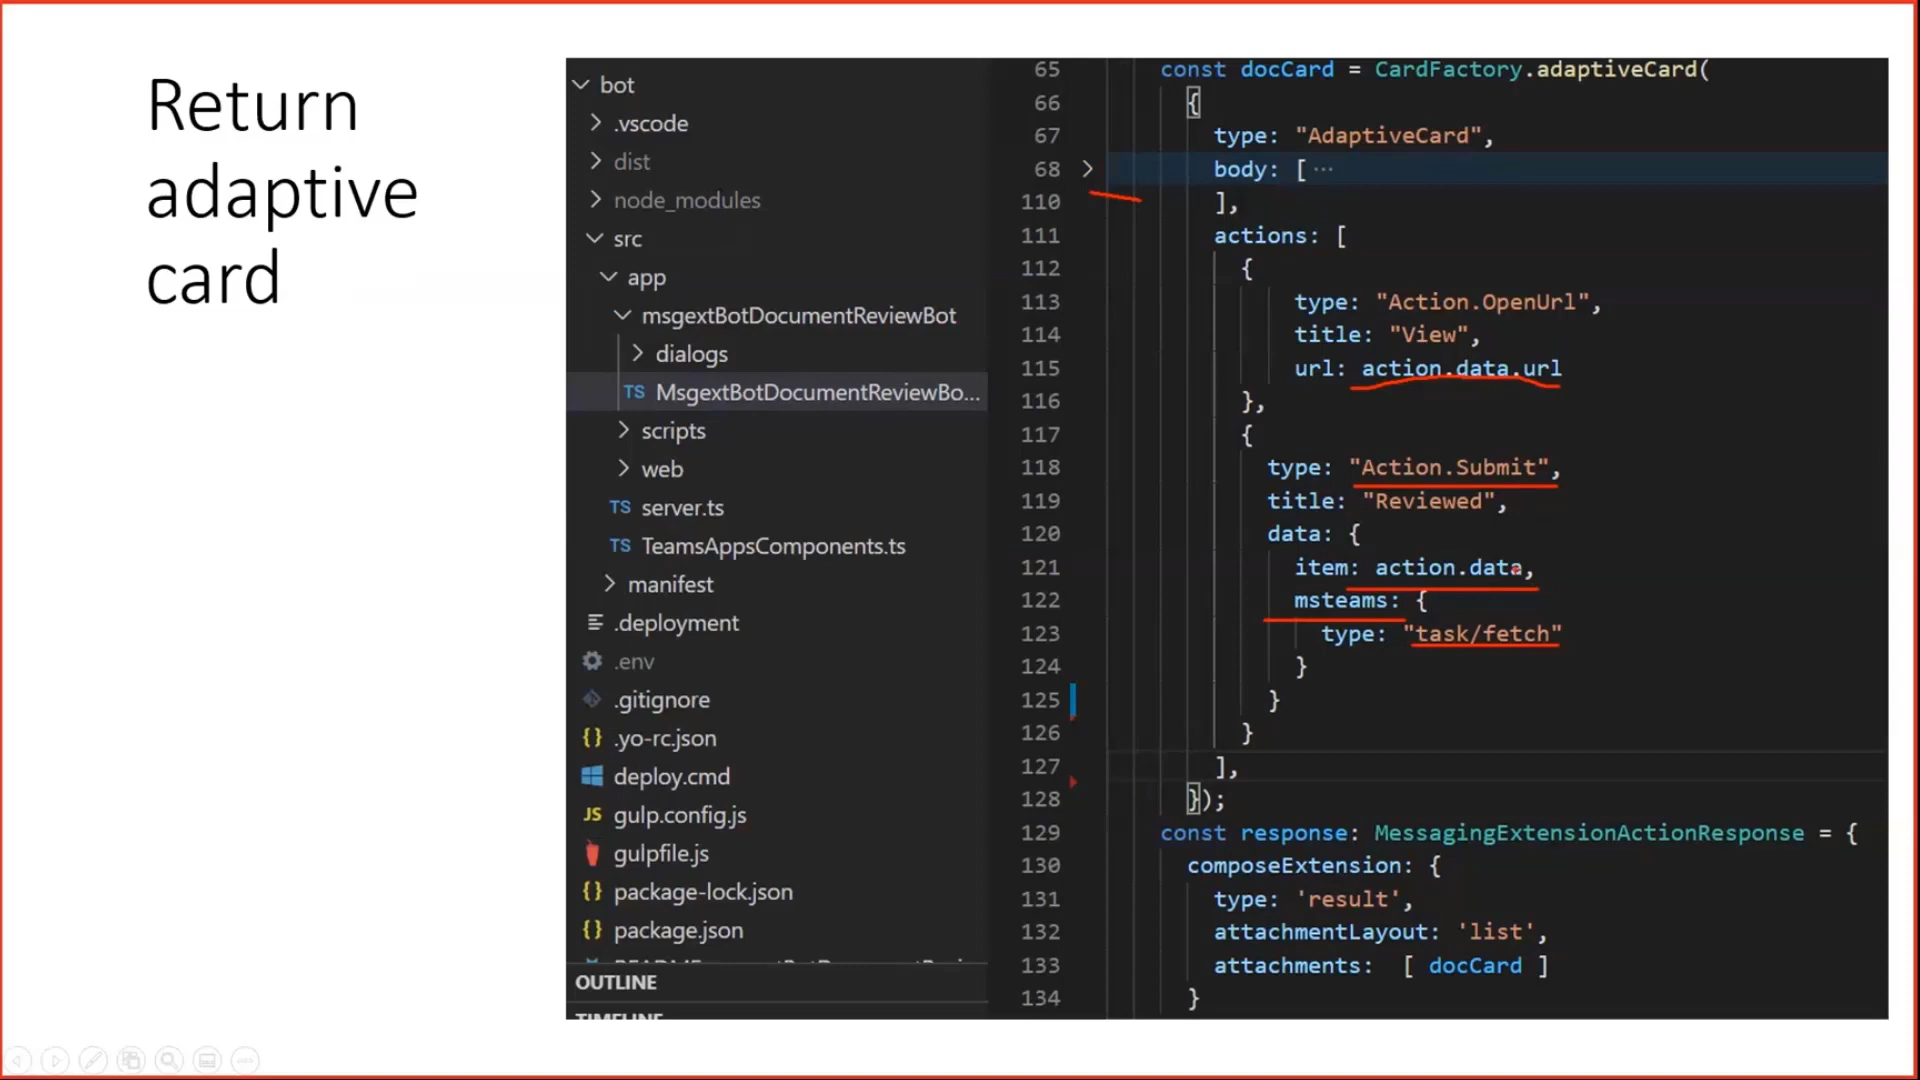 Return
adaptive
card
bot
.vscode
dist
node_modules
src
app
msgextBotDocumentReviewBot
dialogs
TS MsgextBotDocumentReviewBo...
scripts
web
TS server.ts
TS TeamsAppsComponents.ts
manifest
.deployment
.env
.gitignore
{} .yo-rc.json
deploy.cmd
JS gulp.config.js
gulpfile.js
{} package-lock.json
{} package.json
OUTLINE
TIMELINE
65 const docCard = CardFactory.adaptiveCard(
66 {
67 type: "AdaptiveCard",
68 body: [ ...
110 ],
111 actions: [
112 {
113 type: "Action.OpenUrl",
114 title: "View",
115 url: action.data.url
116 },
117 {
118 type: "Action.Submit",
119 title: "Reviewed",
120 data: {
121 item: action.data,
122 msteams: {
123 type: "task/fetch"
124 }
125 }
126 }
127 ],
128 });
129 const response: MessagingExtensionActionResponse = {
130 composeExtension: {
131 type: 'result',
132 attachmentLayout: 'list',
133 attachments: [ docCard ]
134 }